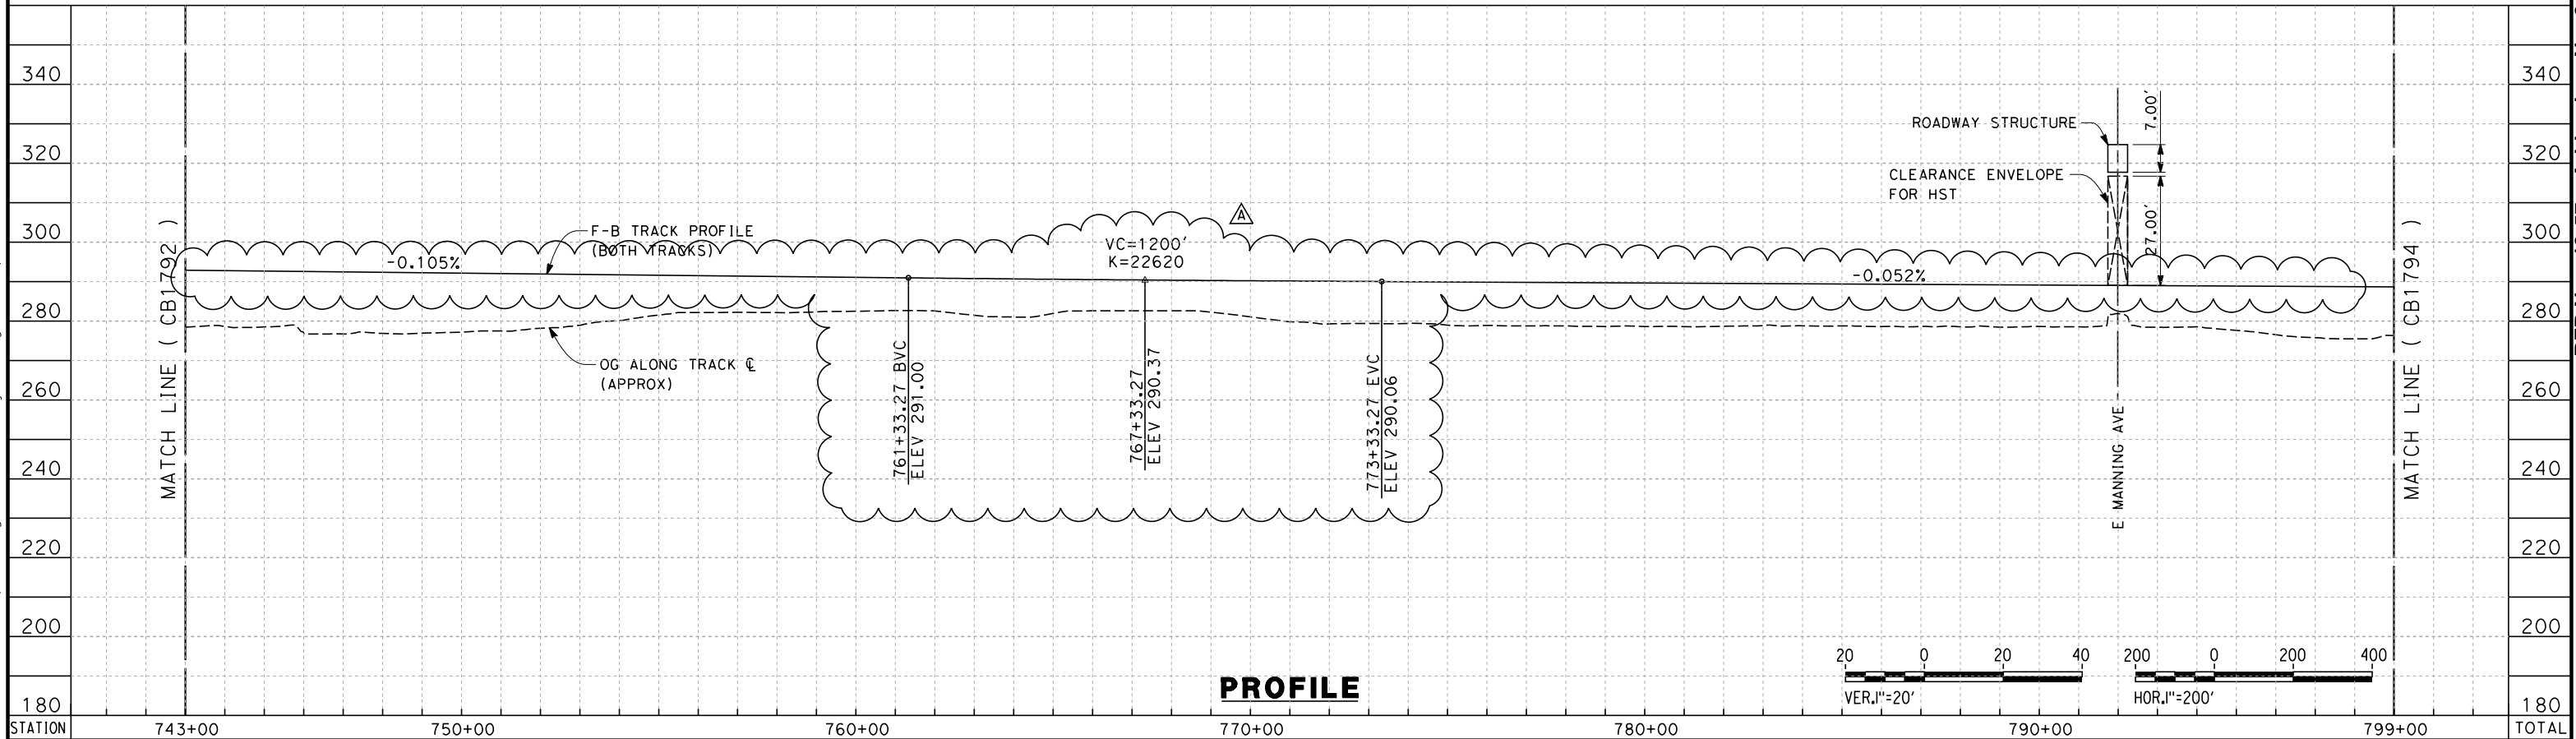 340
320
300
280
260
240
220
200
180
STATION
MATCH LINE ( CB1792 )
-0.105%
F-B TRACK PROFILE
(BOTH TRACKS)
OG ALONG TRACK ℄
(APPROX)
761+33.27 BVC
ELEV 291.00
VC=1200'
K=22620
A
767+33.27
ELEV 290.37
773+33.27 EVC
ELEV 290.06
-0.052%
ROADWAY STRUCTURE
CLEARANCE ENVELOPE
FOR HST
7.00'
27.00'
E MANNING AVE
MATCH LINE ( CB1794 )
340
320
300
280
260
240
220
200
180
PROFILE
20 0 20 40
VER.1"=20'
200 0 200 400
HOR.1"=200'
743+00 750+00 760+00 770+00 780+00 790+00 799+00
TOTAL